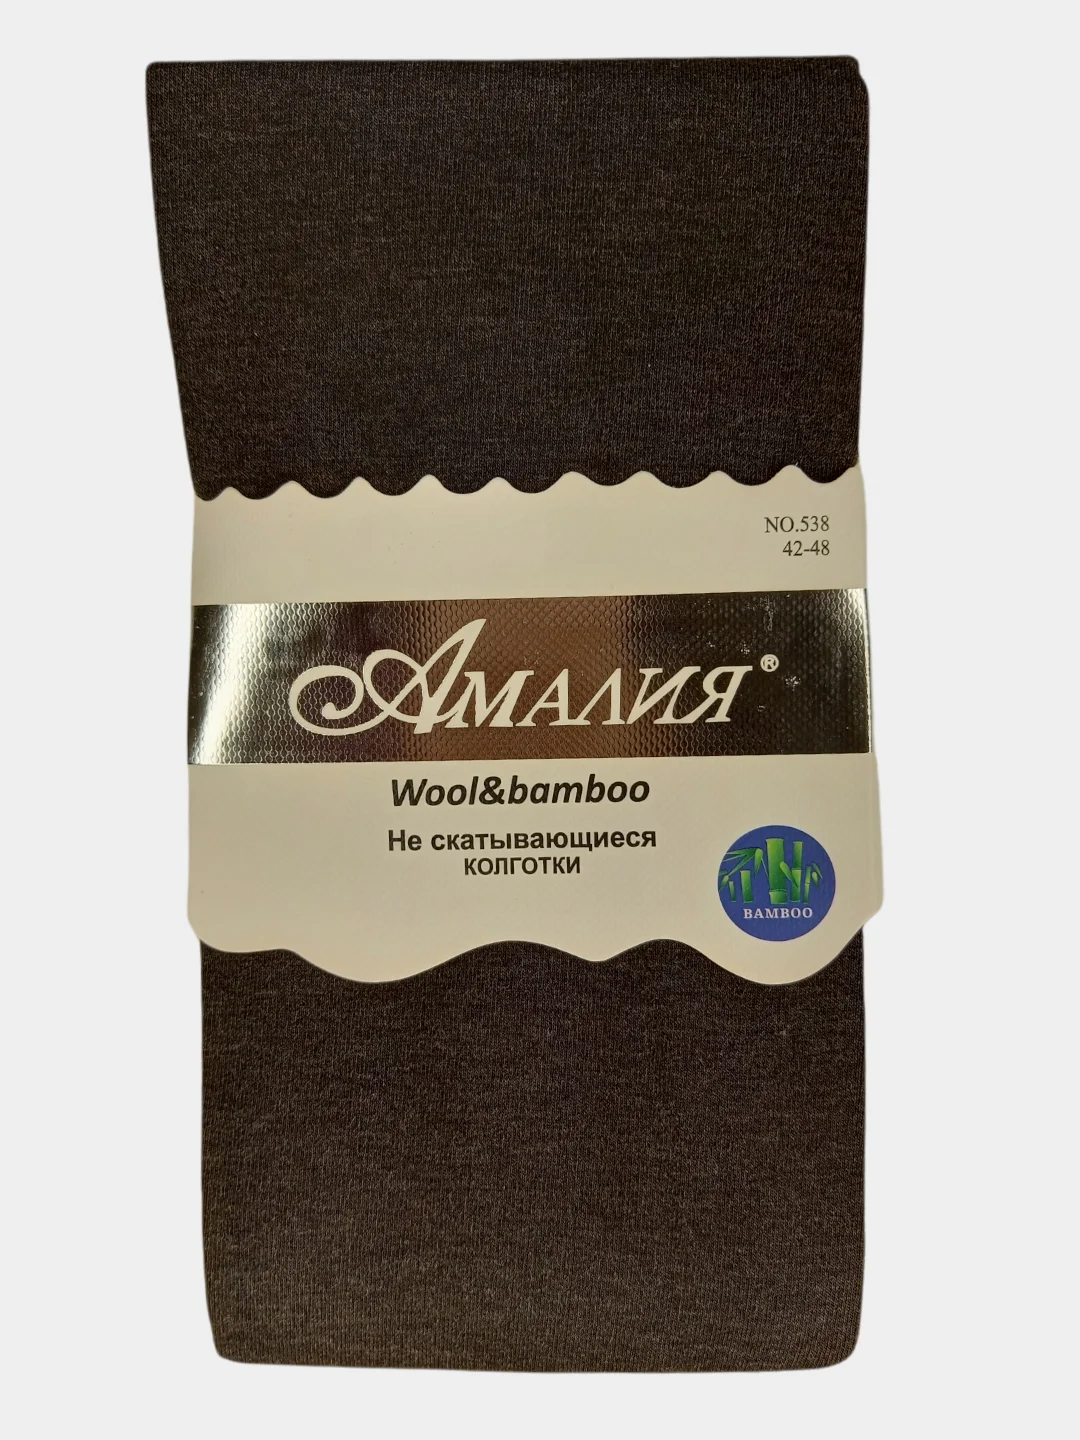 NO.538
42-48
АМАЛИЯ®
Wool&bamboo
Не скатывающиеся
КОЛГОТКИ
BAMBOO